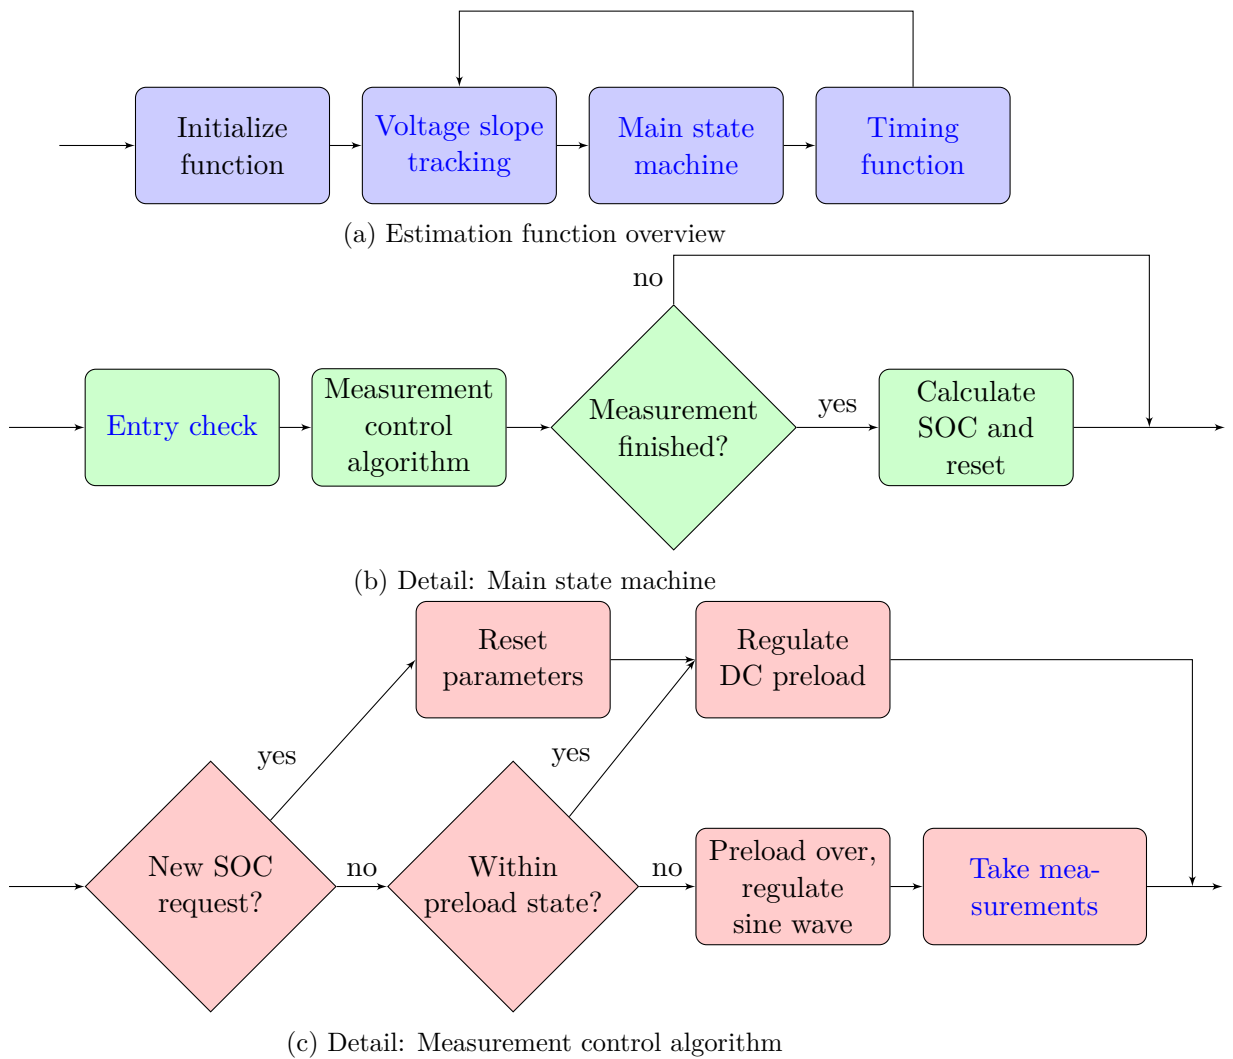 Initialize
function
Voltage slope
tracking
Main state
machine
Timing
function
(a) Estimation function overview
no
Entry check
Measurement
control
algorithm
Measurement
finished?
yes
Calculate
SOC and
reset
(b) Detail: Main state machine
Reset
parameters
Regulate
DC preload
yes
yes
New SOC
request?
no
Within
preload state?
no
Preload over,
regulate
sine wave
Take mea-
surements
(c) Detail: Measurement control algorithm